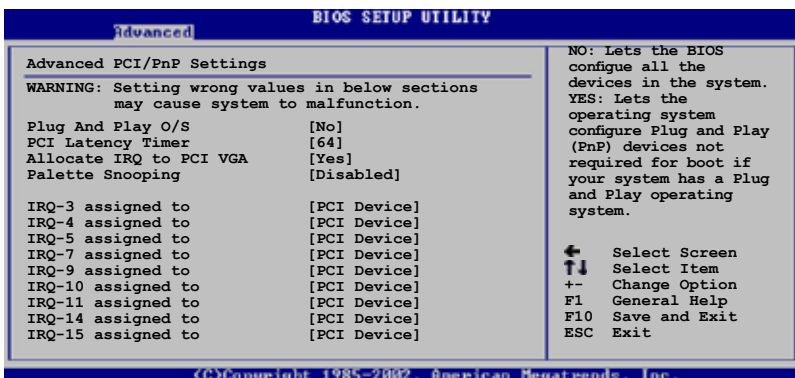 BIOS SETUP UTILITY
Advanced
Advanced PCI/PnP Settings
WARNING: Setting wrong values in below sections
may cause system to malfunction.
Plug And Play O/S [No]
PCI Latency Timer [64]
Allocate IRQ to PCI VGA [Yes]
Palette Snooping [Disabled]
IRQ-3 assigned to [PCI Device]
IRQ-4 assigned to [PCI Device]
IRQ-5 assigned to [PCI Device]
IRQ-7 assigned to [PCI Device]
IRQ-9 assigned to [PCI Device]
IRQ-10 assigned to [PCI Device]
IRQ-11 assigned to [PCI Device]
IRQ-14 assigned to [PCI Device]
IRQ-15 assigned to [PCI Device]
NO: Lets the BIOS
configue all the
devices in the system.
YES: Lets the
operating system
configure Plug and Play
(PnP) devices not
required for boot if
your system has a Plug
and Play operating
system.
Select Screen
Select Item
+- Change Option
F1 General Help
F10 Save and Exit
ESC Exit
(C)Copyright 1985-2002, American Megatrends, Inc.